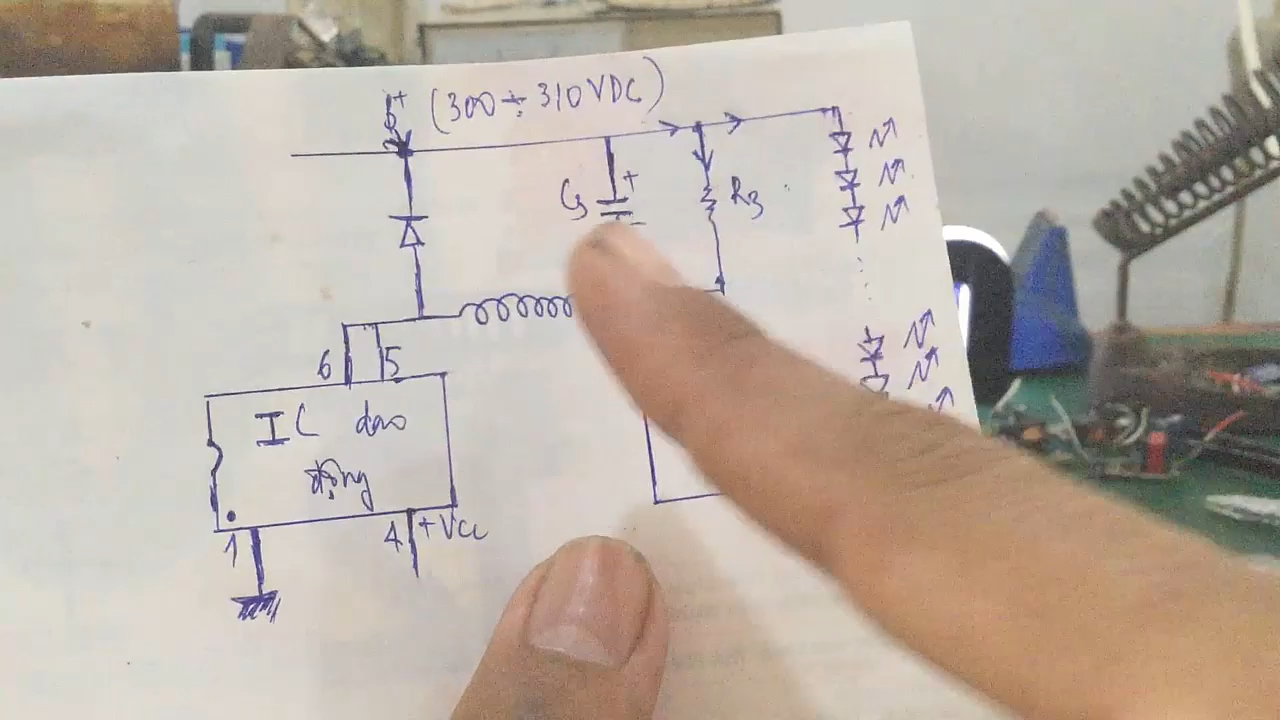 + (300 ÷ 310VDC)
C3 + -
R3
6 5
IC dao
động
1 4 +Vcc